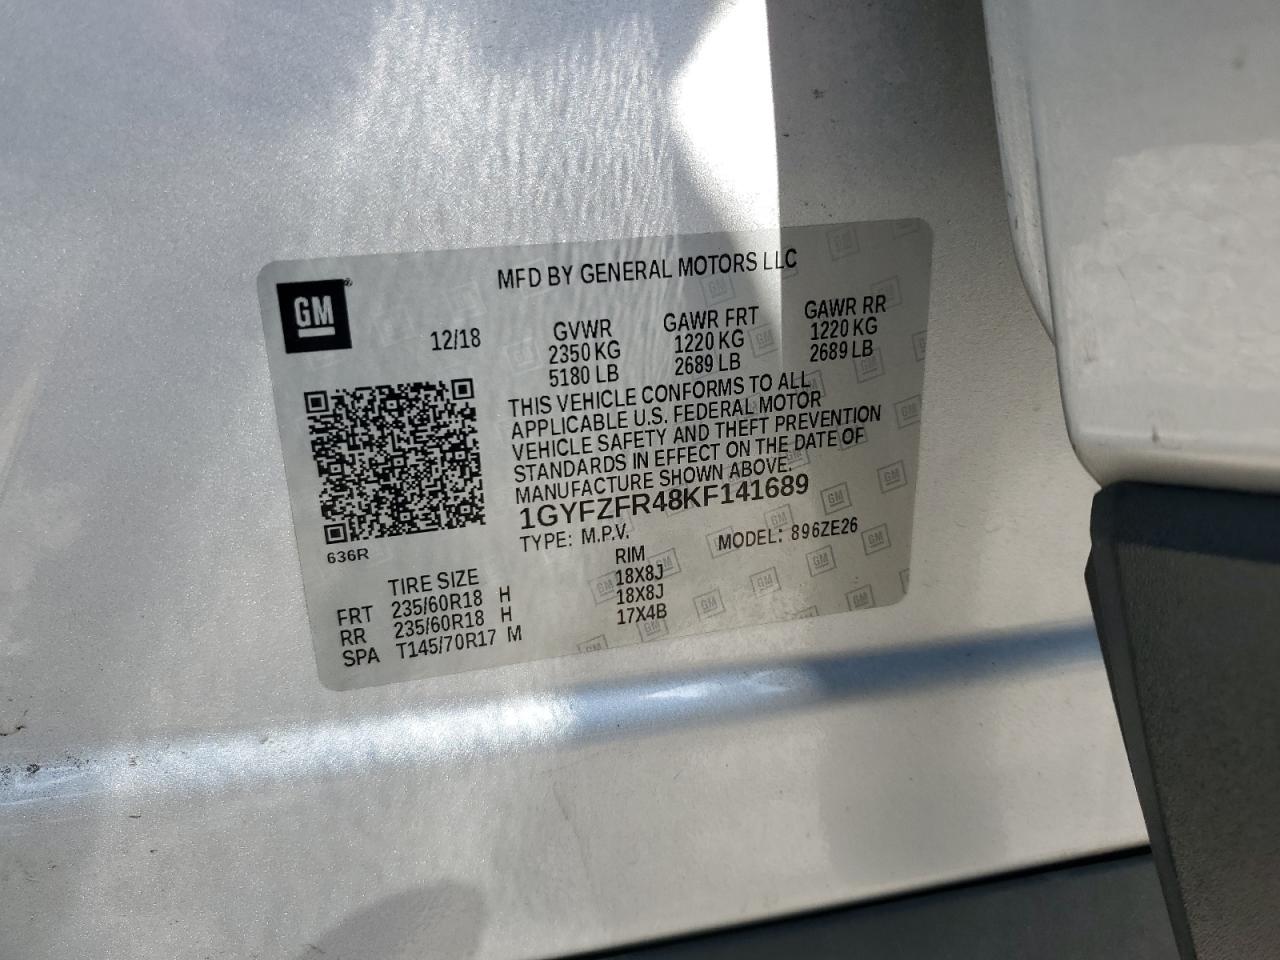 MFD BY GENERAL MOTORS LLC
GM
12/18
GVWR
2350 KG
5180 LB
GAWR FRT
1220 KG
2689 LB
GAWR RR
1220 KG
2689 LB
THIS VEHICLE CONFORMS TO ALL
APPLICABLE U.S. FEDERAL MOTOR
VEHICLE SAFETY AND THEFT PREVENTION
STANDARDS IN EFFECT ON THE DATE OF
MANUFACTURE SHOWN ABOVE.
1GYFZFR48KF141689
TYPE: M.P.V. MODEL: 896ZE26
636R
TIRE SIZE RIM
FRT 235/60R18 H 18X8J
RR 235/60R18 H 18X8J
SPA T145/70R17 M 17X4B